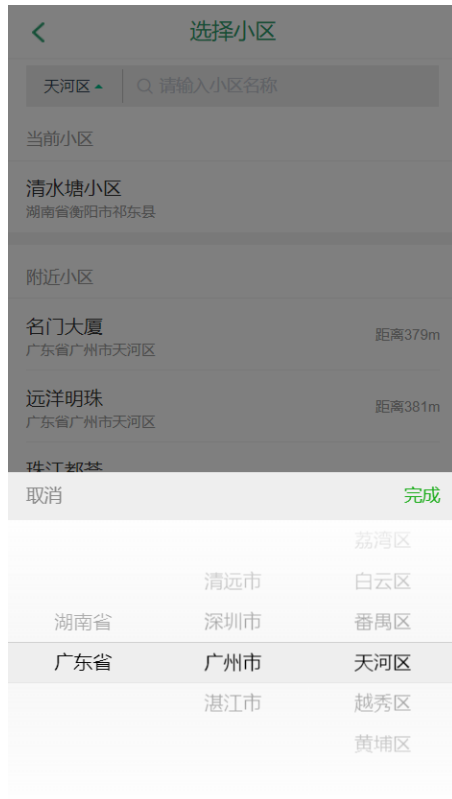 选择小区
天河区 请输入小区名称
当前小区
清水塘小区
湖南省衡阳市祁东县
附近小区
名门大厦
广东省广州市天河区
距离379m
远洋明珠
广东省广州市天河区
距离381m
珠江都荟
取消 完成
荔湾区
清远市 白云区
湖南省 深圳市 番禺区
广东省 广州市 天河区
湛江市 越秀区
黄埔区